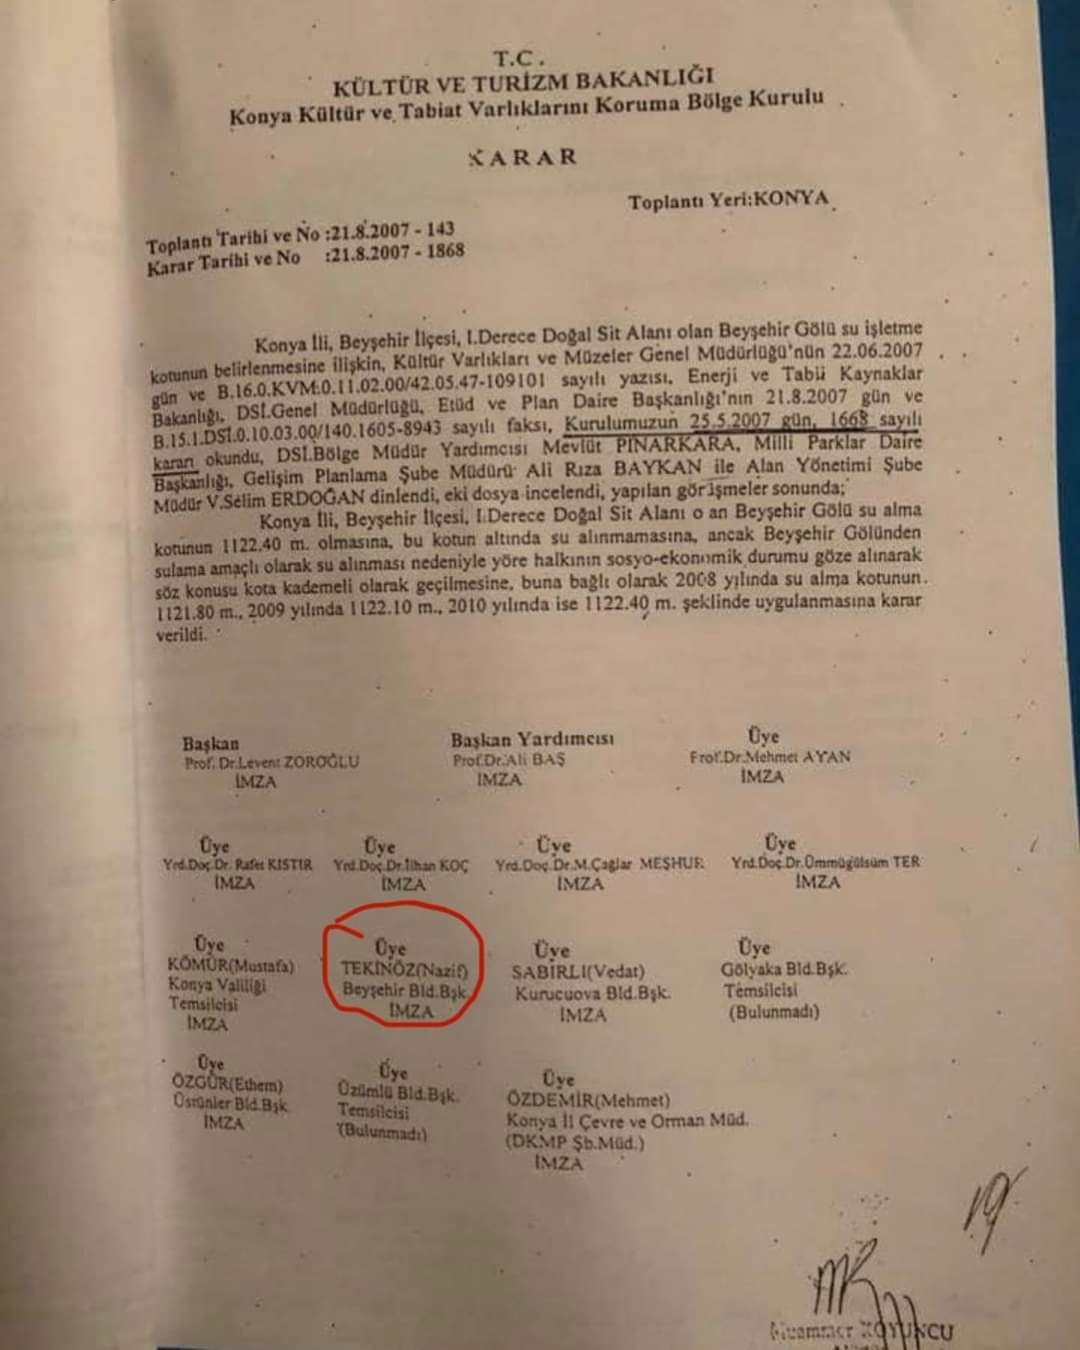 T.C.
KÜLTÜR VE TURİZM BAKANLIĞI
Konya Kültür ve Tabiat Varlıklarını Koruma Bölge Kurulu
KARAR
Toplantı Yeri:KONYA
Toplantı Tarihi ve No :21.8.2007 - 143
Karar Tarihi ve No :21.8.2007 - 1868
Konya İli, Beyşehir İlçesi, I.Derece Doğal Sit Alanı olan Beyşehir Gölü su işletme
kotunun belirlenmesine ilişkin, Kültür Varlıkları ve Müzeler Genel Müdürlüğü'nün 22.06.2007
gün ve B.16.0.KVM.0.11.02.00/42.05.47-109101 sayılı yazısı, Enerji ve Tabii Kaynaklar
Bakanlığı, DSİ.Genel Müdürlüğü, Etüd ve Plan Daire Başkanlığı'nın 21.8.2007 gün ve
B.15.1.DSİ.0.10.03.00/140.1605-8943 sayılı faksı, Kurulumuzun 25.5.2007 gün, 1668 sayılı
kararı okundu, DSİ.Bölge Müdür Yardımcısı Mevlüt PINARKARA, Milli Parklar Daire
Başkanlığı, Gelişim Planlama Şube Müdürü Ali Rıza BAYKAN ile Alan Yönetimi Şube
Müdür V.Selim ERDOĞAN dinlendi, eki dosya incelendi, yapılan görüşmeler sonunda;
Konya İli, Beyşehir İlçesi, I.Derece Doğal Sit Alanı o an Beyşehir Gölü su alma
kotunun 1122.40 m. olmasına, bu kotun altında su alınmamasına, ancak Beyşehir Gölünden
sulama amaçlı olarak su alınması nedeniyle yöre halkının sosyo-ekonomik durumu göze alınarak
söz konusu kota kademeli olarak geçilmesine, buna bağlı olarak 2008 yılında su alma kotunun.
1121.80 m., 2009 yılında 1122.10 m., 2010 yılında ise 1122.40 m. şeklinde uygulanmasına karar
verildi.
Başkan Başkan Yardımcısı Üye
Prof. Dr.Levent ZOROĞLU Prof.Dr.Ali BAŞ Prof.Dr.Mehmet AYAN
İMZA İMZA İMZA
Üye Üye Üye Üye
Yrd.Doç.Dr. Rafet KISTIR Yrd.Doç.Dr.İlhan KOÇ Yrd.Doç.Dr.M.Çağlar MEŞHUR Yrd.Doç.Dr.Ümmügülsüm TER
İMZA İMZA İMZA İMZA
Üye Üye Üye Üye
KÖMÜR(Mustafa) TEKİNÖZ(Nazif) SABIRLI(Vedat) Gölyaka Bld.Bşk.
Konya Valiliği Beyşehir Bld.Bşk. Kurucuova Bld.Bşk. Temsilcisi
Temsilcisi İMZA İMZA (Bulunmadı)
İMZA
Üye Üye Üye
ÖZGÜR(Ethem) Üzümlü Bld.Bşk. ÖZDEMİR(Mehmet)
Üstünler Bld.Bşk. Temsilcisi Konya İl Çevre ve Orman Müd.
İMZA (Bulunmadı) (DKMP Şb.Müd.)
İMZA
19
Muammer KOYUNCU